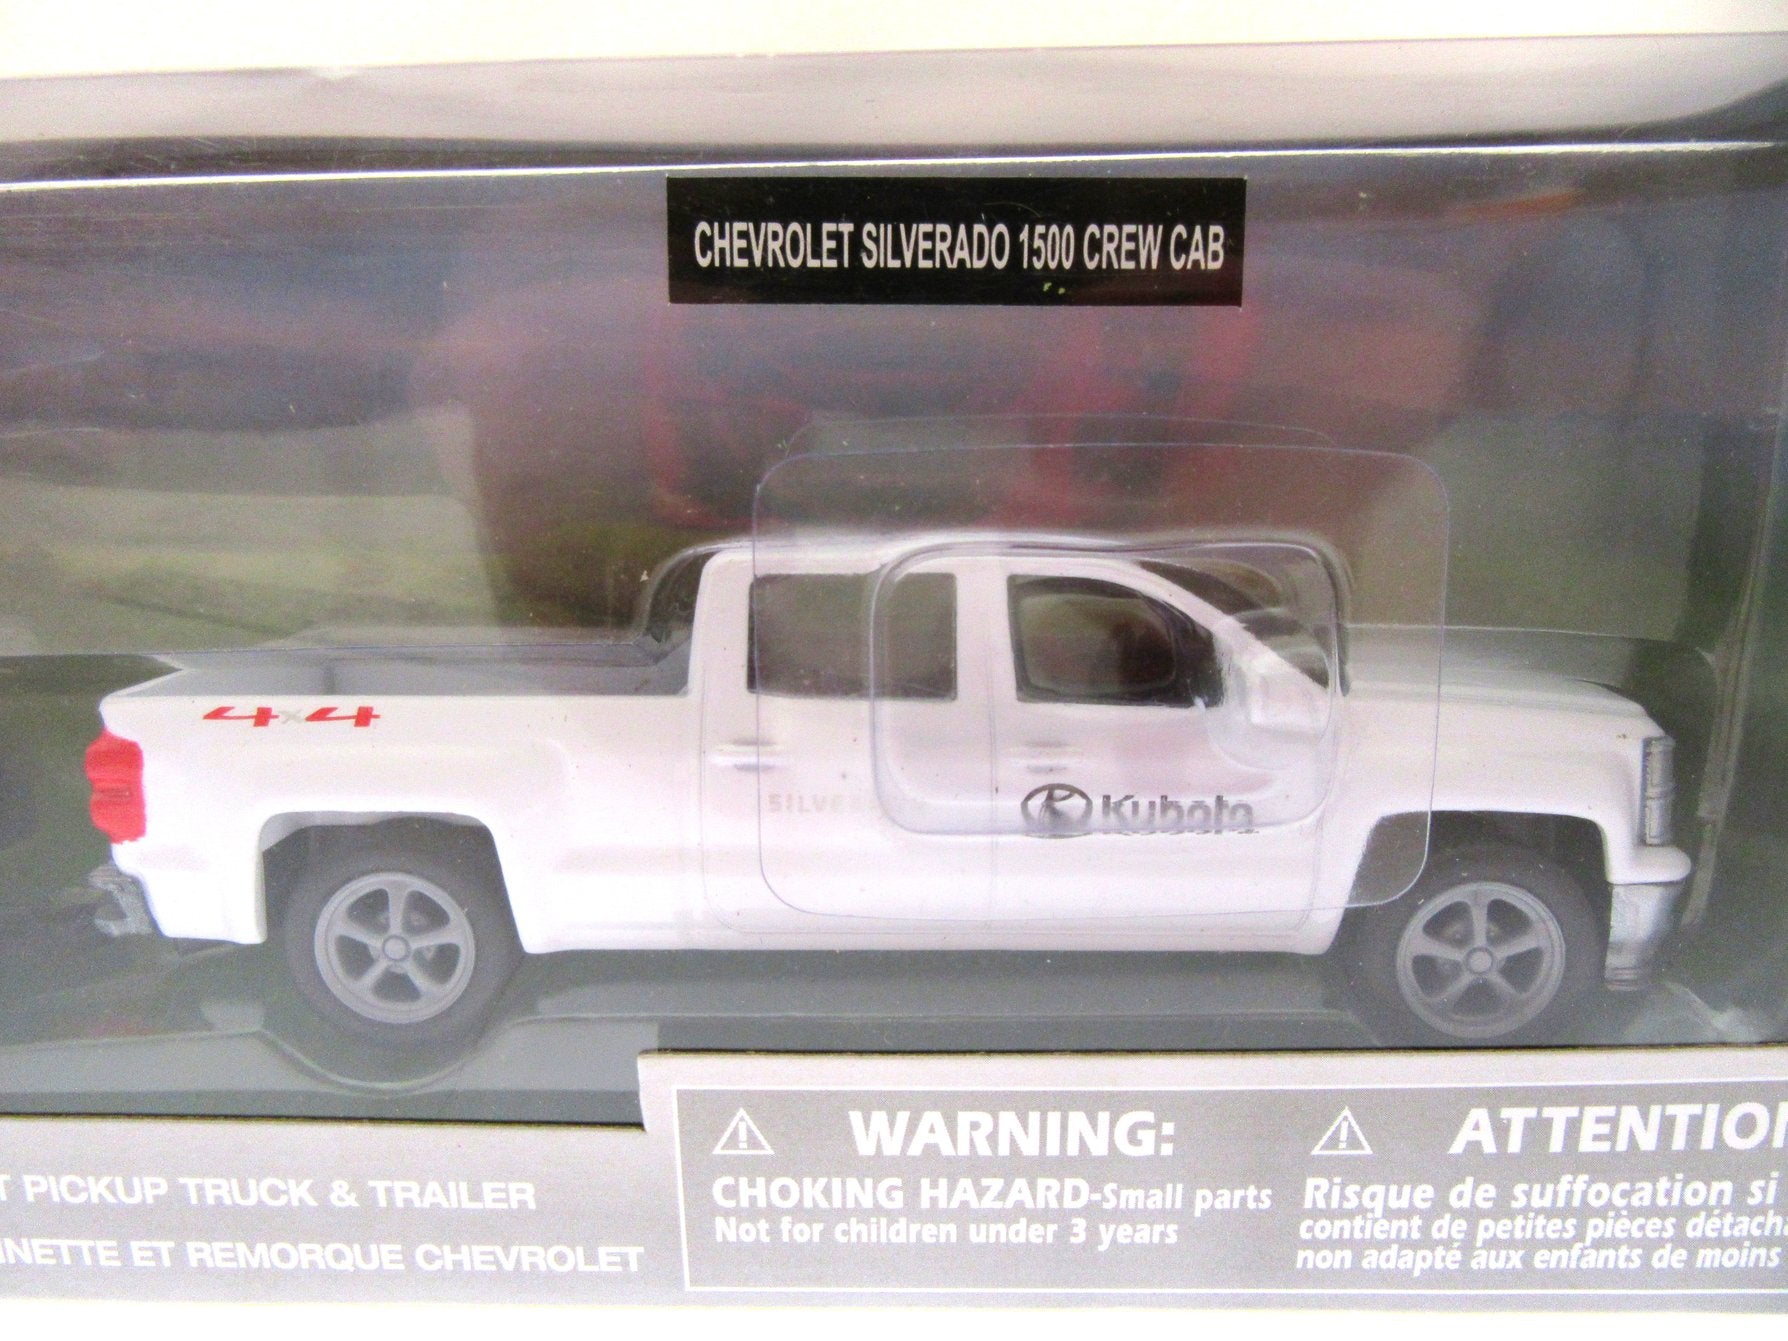 CHEVROLET SILVERADO 1500 CREW CAB
4x4
Kubota
WARNING:
CHOKING HAZARD-Small parts
Not for children under 3 years
ATTENTION
Risque de suffocation si
contient de petites pièces détach
non adapté aux enfants de moins
T PICKUP TRUCK & TRAILER
INETTE ET REMORQUE CHEVROLET